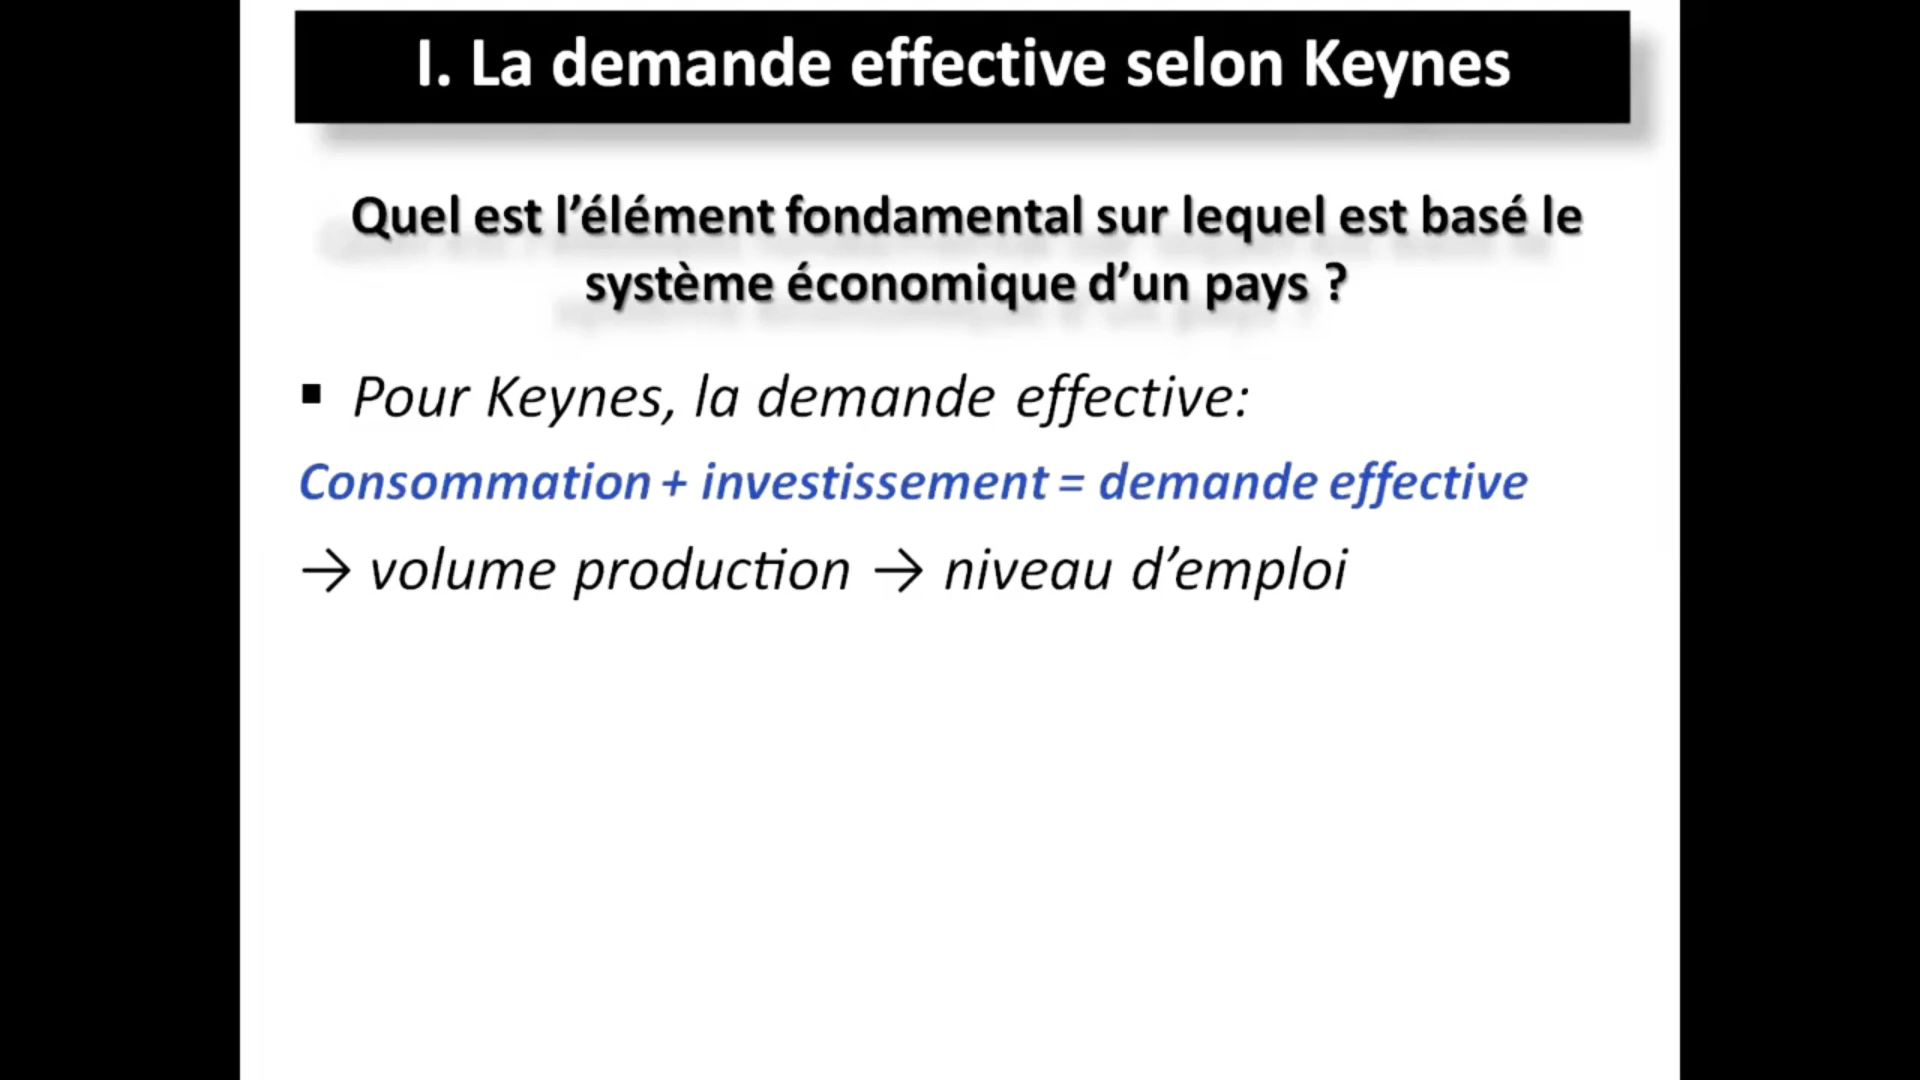 I. La demande effective selon Keynes
Quel est l’élément fondamental sur lequel est basé le
système économique d’un pays ?
▪ Pour Keynes, la demande effective:
Consommation + investissement = demande effective
→ volume production → niveau d’emploi